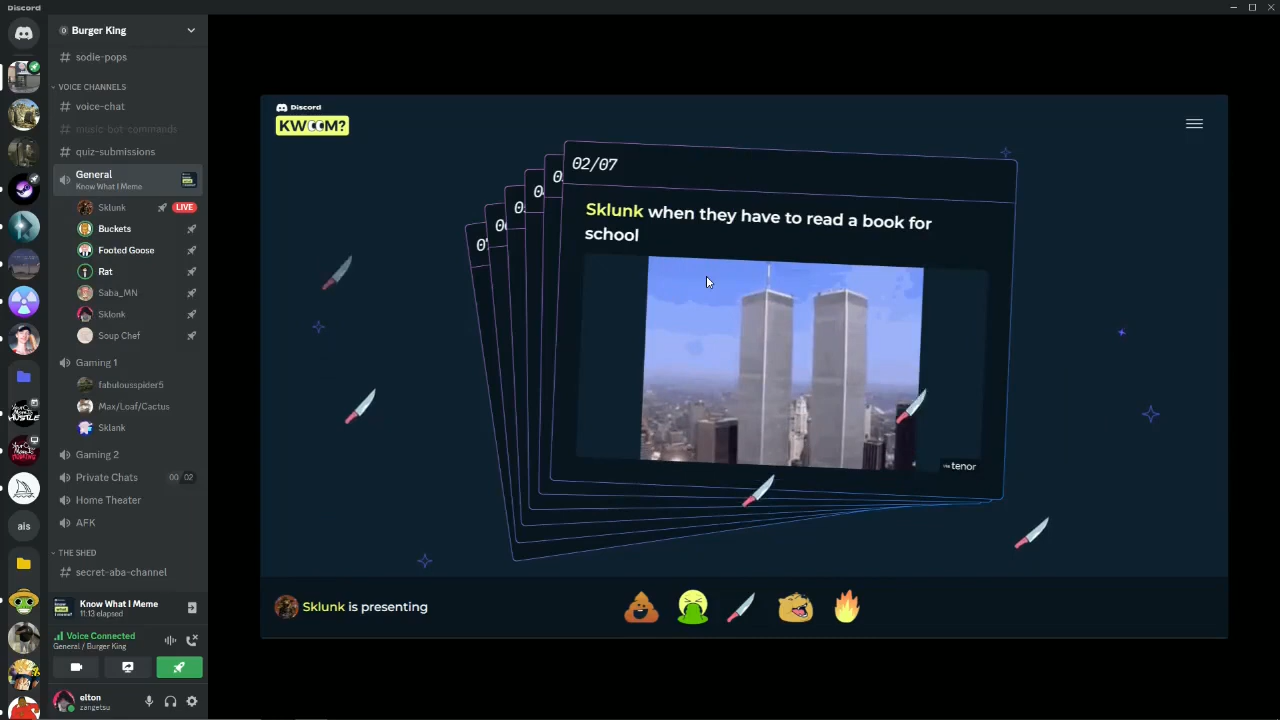 Discord
Burger King
sodie-pops
VOICE CHANNELS
voice-chat
music-bot-commands
quiz-submissions
General
Know What I Meme
Sklunk LIVE
Buckets
Footed Goose
Rat
Saba_MN
Sklonk
Soup Chef
Gaming 1
fabulousspider5
Max/Loaf/Cactus
Sklank
Gaming 2
Private Chats 00 02
Home Theater
AFK
THE SHED
secret-aba-channel
ais
Know What I Meme
11:13 elapsed
Voice Connected
General / Burger King
elton
zangetsu
Discord
KWIM?
02/07
Sklunk when they have to read a book for
school
via tenor
Sklunk is presenting